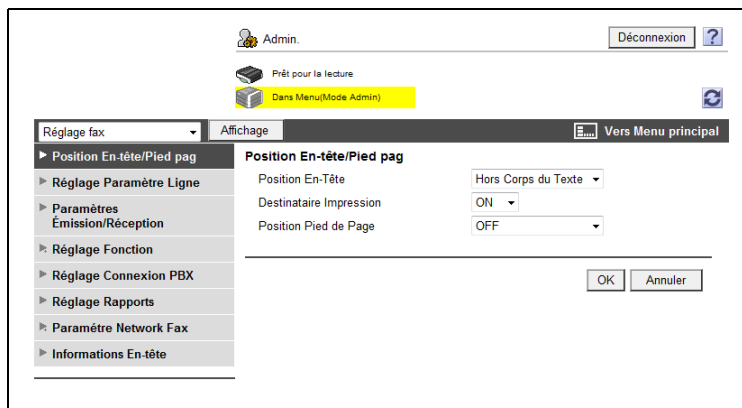 Admin.
Déconnexion
?
Prêt pour la lecture
Dans Menu(Mode Admin)
Réglage fax
Affichage
Vers Menu principal
Position En-tête/Pied pag
Réglage Paramètre Ligne
Paramètres
Émission/Réception
Réglage Fonction
Réglage Connexion PBX
Réglage Rapports
Paramétre Network Fax
Informations En-tête
Position En-tête/Pied pag
Position En-Tête
Hors Corps du Texte
Destinataire Impression
ON
Position Pied de Page
OFF
OK
Annuler